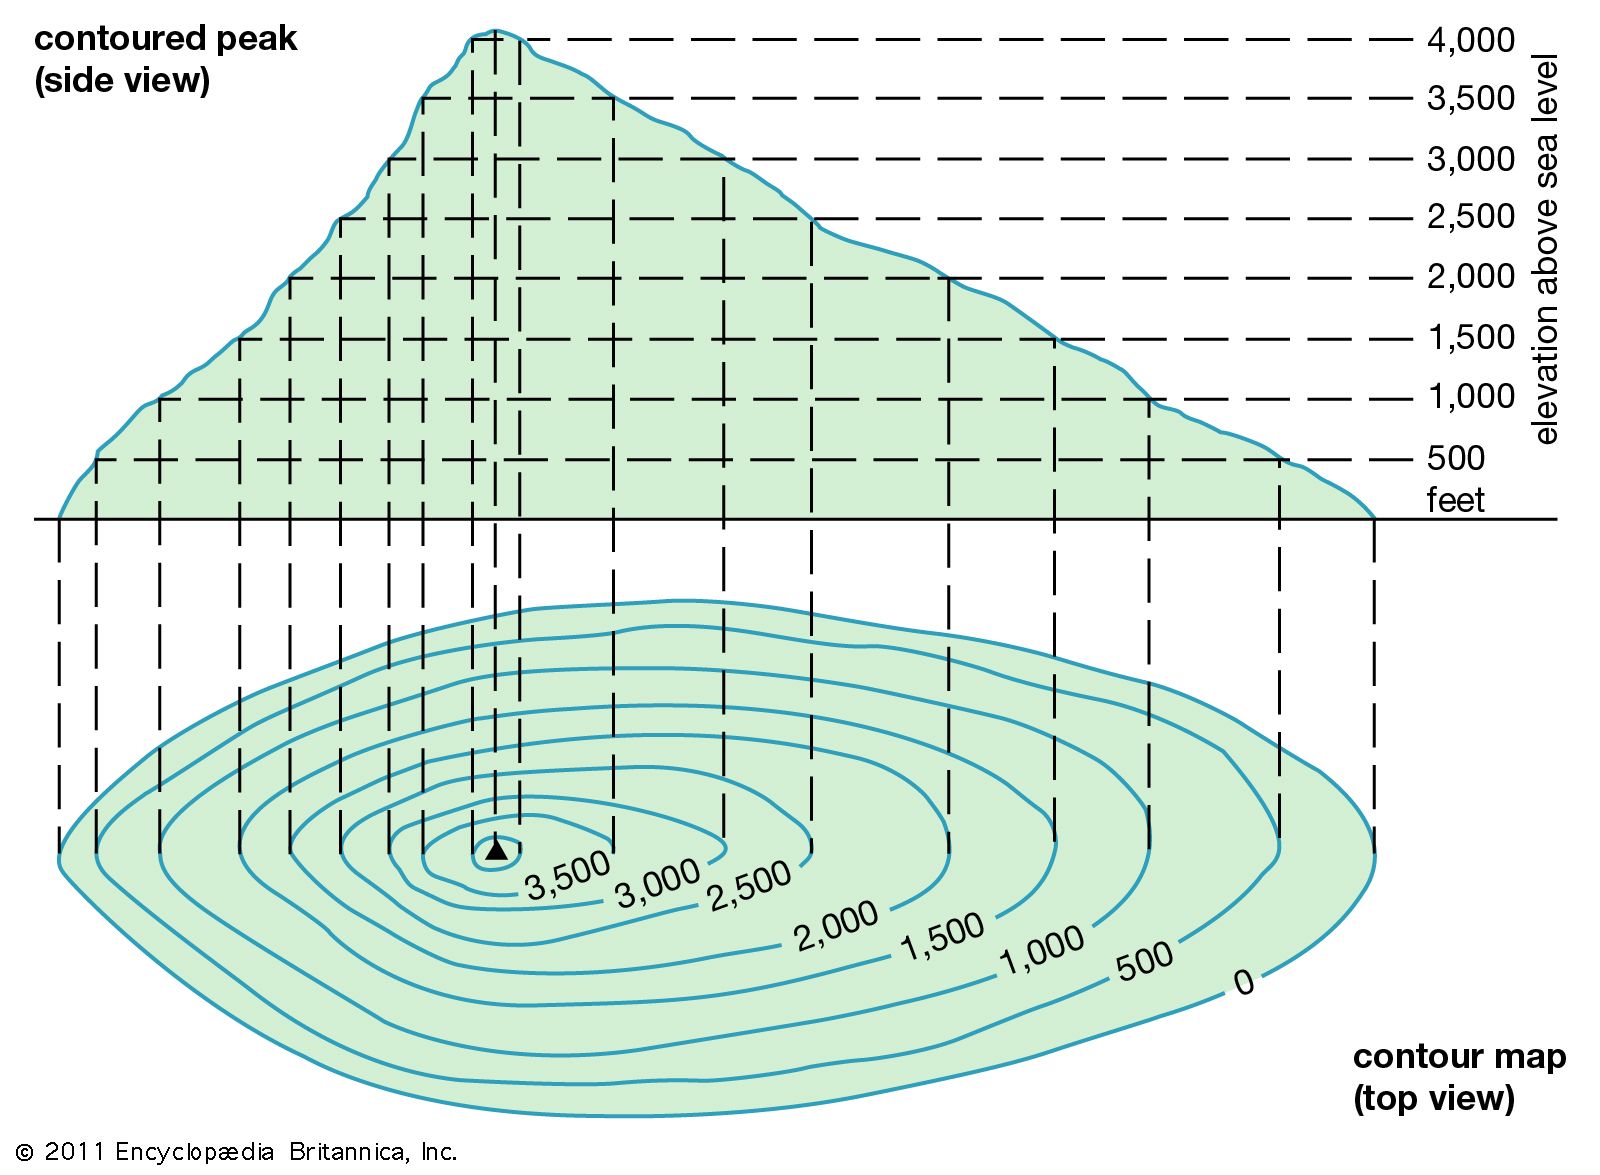 contoured peak
(side view)
4,000
3,500
3,000
2,500
2,000
1,500
1,000
500
feet
elevation above sea level
3,500
3,000
2,500
2,000
1,500
1,000
500
0
contour map
(top view)
© 2011 Encyclopædia Britannica, Inc.